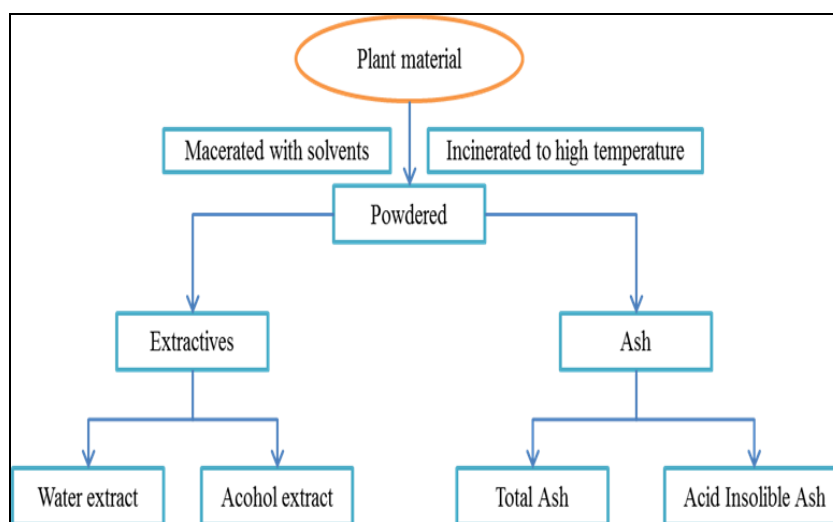 Plant material
Macerated with solvents
Incinerated to high temperature
Powdered
Extractives
Ash
Water extract
Acohol extract
Total Ash
Acid Insolible Ash